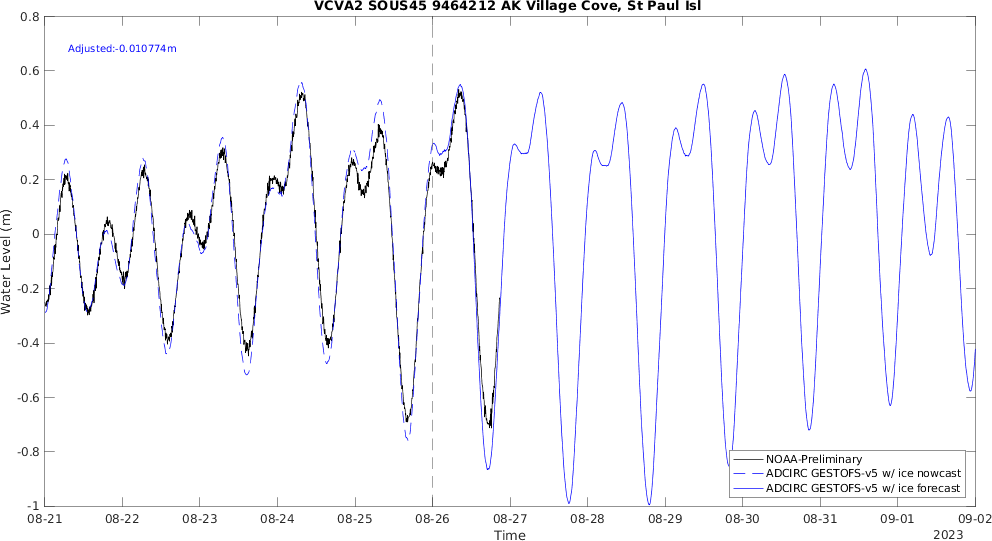 VCVA2 SOUS45 9464212 AK Village Cove, St Paul Isl
Adjusted:-0.010774m
Water Level (m)
0.8
0.6
0.4
0.2
0
-0.2
-0.4
-0.6
-0.8
-1
NOAA-Preliminary
ADCIRC GESTOFS-v5 w/ ice nowcast
ADCIRC GESTOFS-v5 w/ ice forecast
08-21 08-22 08-23 08-24 08-25 08-26 08-27 08-28 08-29 08-30 08-31 09-01 09-02
Time
2023